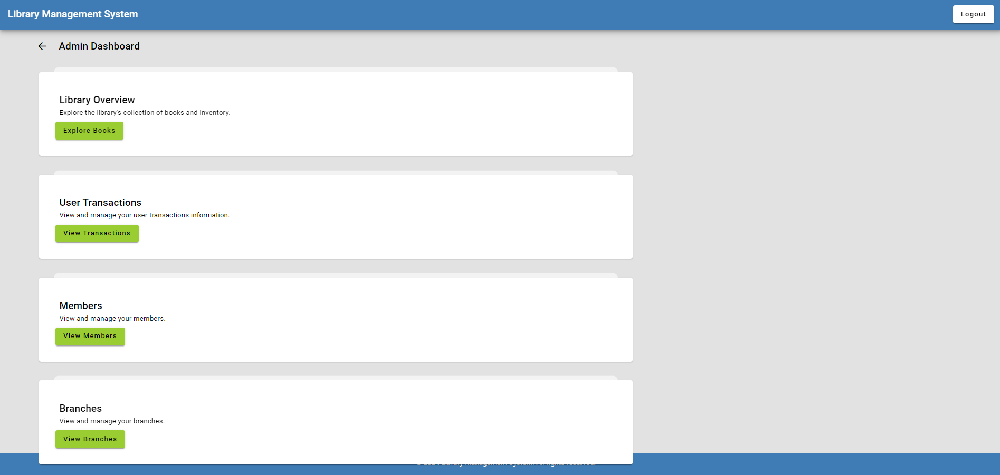 Library Management System
Logout
Admin Dashboard
Library Overview
Explore the library's collection of books and inventory.
Explore Books
User Transactions
View and manage your user transactions information.
View Transactions
Members
View and manage your members.
View Members
Branches
View and manage your branches.
View Branches